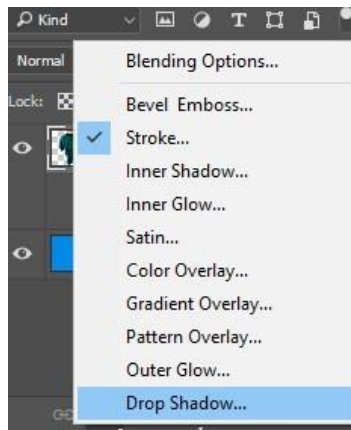 Kind
T
Normal
Blending Options...
Lock:
Bevel Emboss...
Stroke...
Inner Shadow...
Inner Glow...
Satin...
Color Overlay...
Gradient Overlay...
Pattern Overlay...
Outer Glow...
Drop Shadow...